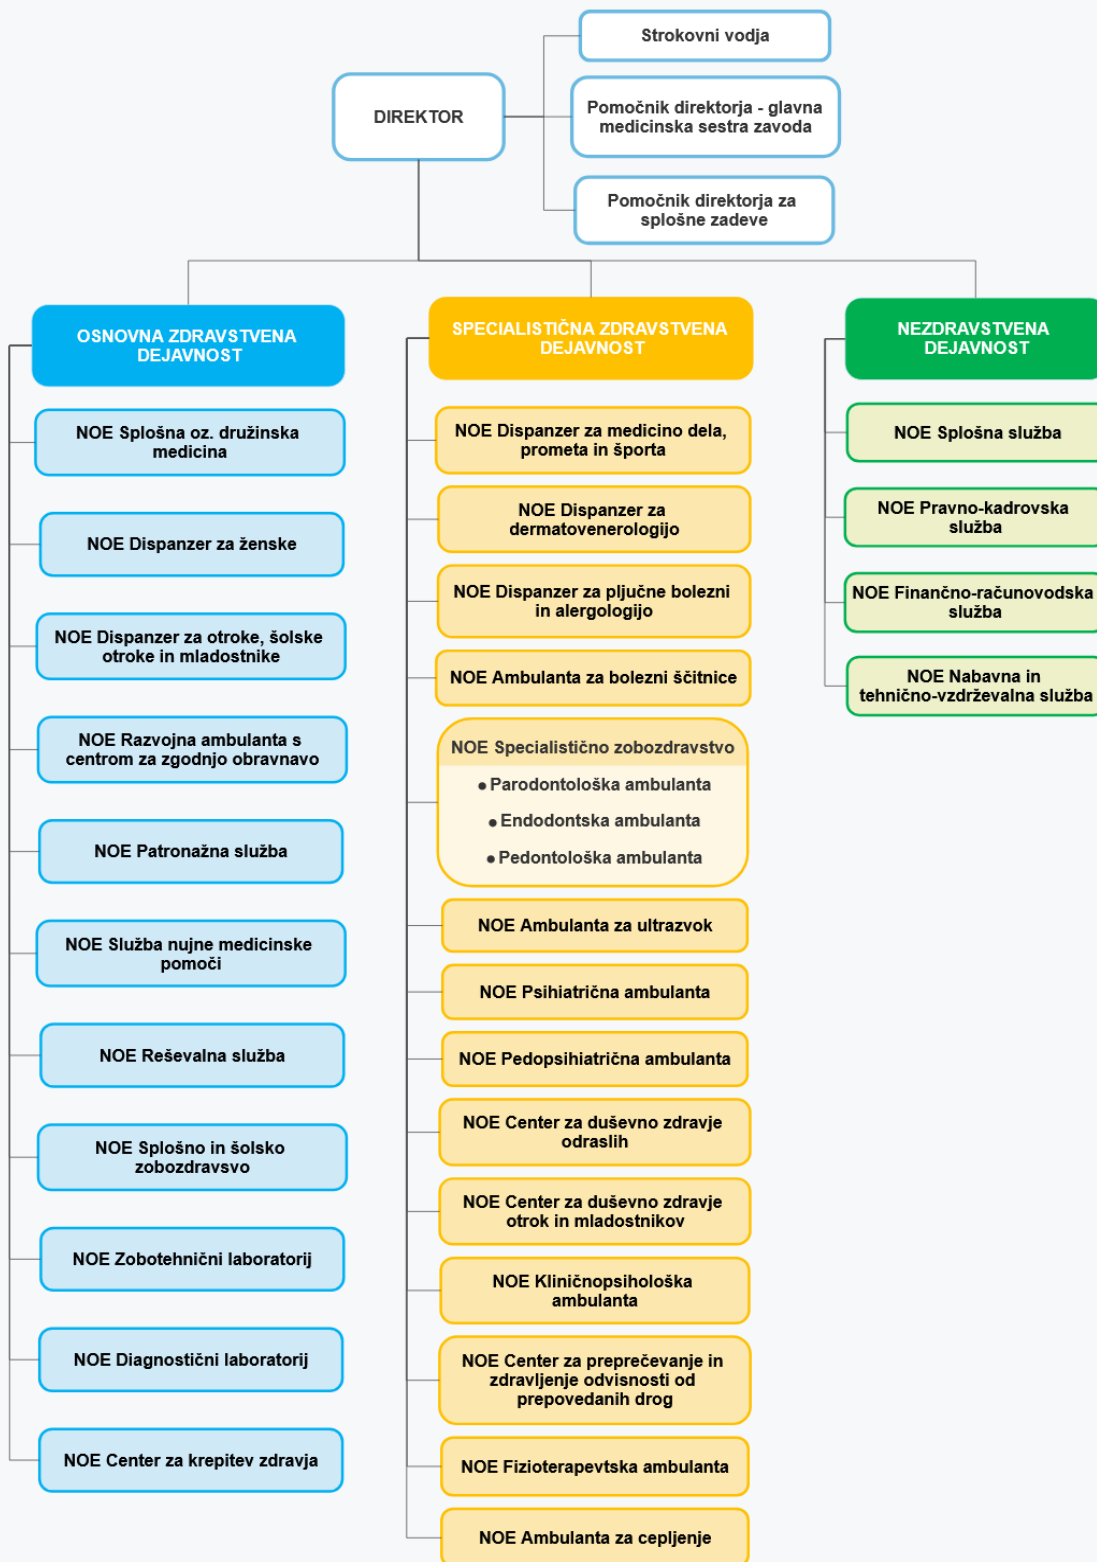 Strokovni vodja
DIREKTOR
Pomočnik direktorja - glavna
medicinska sestra zavoda
Pomočnik direktorja za
splošne zadeve
OSNOVNA ZDRAVSTVENA
DEJAVNOST
NOE Splošna oz. družinska
medicina
NOE Dispanzer za ženske
NOE Dispanzer za otroke, šolske
otroke in mladostnike
NOE Razvojna ambulanta s
centrom za zgodnjo obravnavo
NOE Patronažna služba
NOE Služba nujne medicinske
pomoči
NOE Reševalna služba
NOE Splošno in šolsko
zobozdravsvo
NOE Zobotehnični laboratorij
NOE Diagnostični laboratorij
NOE Center za krepitev zdravja
SPECIALISTIČNA ZDRAVSTVENA
DEJAVNOST
NOE Dispanzer za medicino dela,
prometa in športa
NOE Dispanzer za
dermatovenerologijo
NOE Dispanzer za pljučne bolezni
in alergologijo
NOE Ambulanta za bolezni ščitnice
NOE Specialistično zobozdravstvo
● Parodontološka ambulanta
● Endodontska ambulanta
● Pedontološka ambulanta
NOE Ambulanta za ultrazvok
NOE Psihiatrična ambulanta
NOE Pedopsihiatrična ambulanta
NOE Center za duševno zdravje
odraslih
NOE Center za duševno zdravje
otrok in mladostnikov
NOE Kliničnopsihološka
ambulanta
NOE Center za preprečevanje in
zdravljenje odvisnosti od
prepovedanih drog
NOE Fizioterapevtska ambulanta
NOE Ambulanta za cepljenje
NEZDRAVSTVENA
DEJAVNOST
NOE Splošna služba
NOE Pravno-kadrovska
služba
NOE Finančno-računovodska
služba
NOE Nabavna in
tehnično-vzdrževalna služba